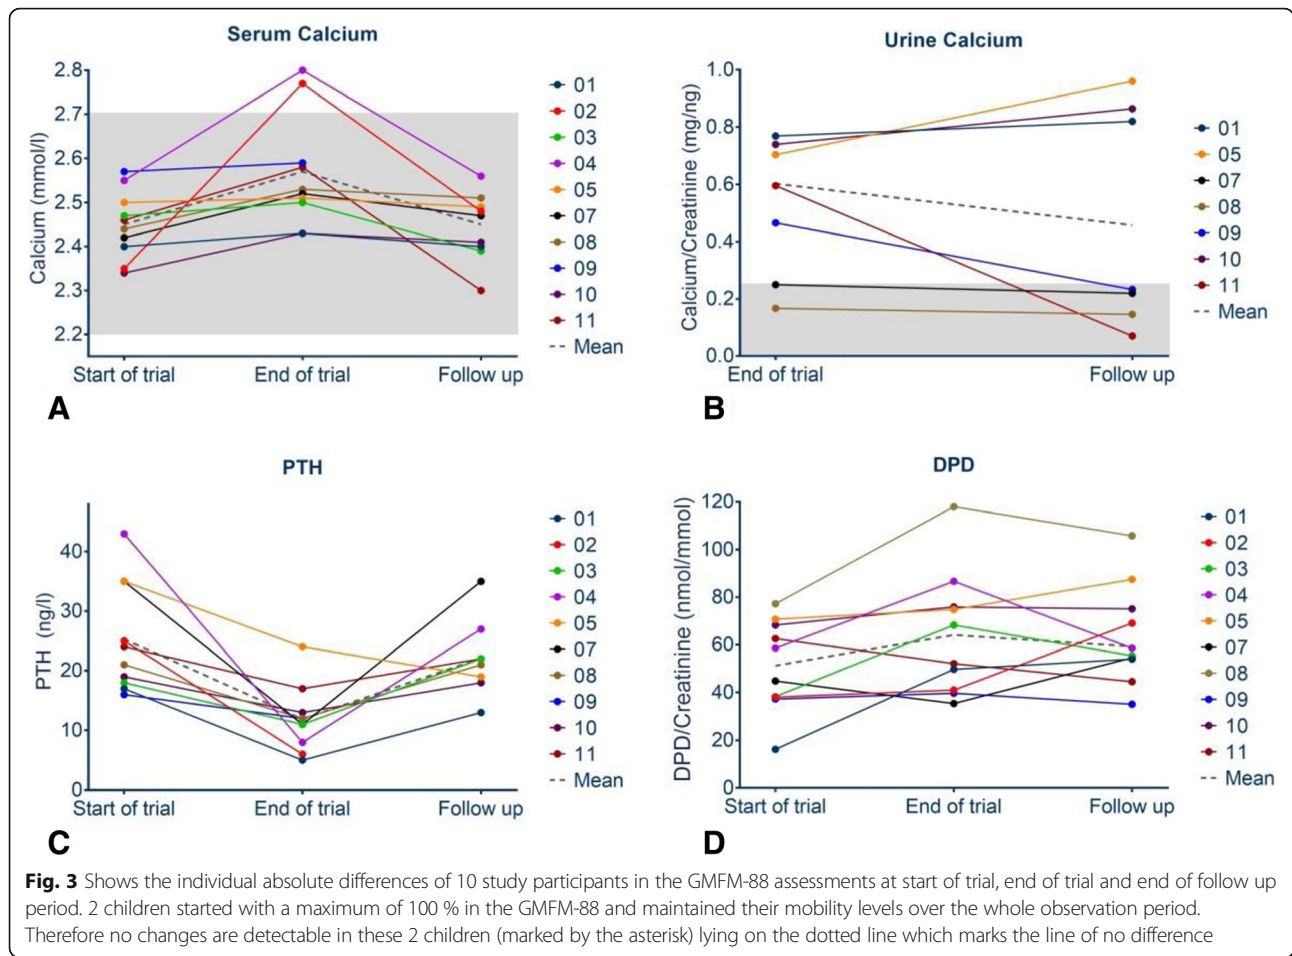 Serum Calcium
2.8
2.7
2.6
2.5
2.4
2.3
2.2
Calcium (mmol/l)
Start of trial
End of trial
Follow up
01
02
03
04
05
07
08
09
10
11
Mean
A
Urine Calcium
1.0
0.8
0.6
0.4
0.2
0.0
Calcium/Creatinine (mg/ng)
End of trial
Follow up
01
05
07
08
09
10
11
Mean
B
PTH
40
30
20
10
0
PTH (ng/l)
Start of trial
End of trial
Follow up
01
02
03
04
05
07
08
09
10
11
Mean
C
DPD
120
100
80
60
40
20
0
DPD/Creatinine (nmol/mmol)
Start of trial
End of trial
Follow up
01
02
03
04
05
07
08
09
10
11
Mean
D
Fig. 3 Shows the individual absolute differences of 10 study participants in the GMFM-88 assessments at start of trial, end of trial and end of follow up
period. 2 children started with a maximum of 100 % in the GMFM-88 and maintained their mobility levels over the whole observation period.
Therefore no changes are detectable in these 2 children (marked by the asterisk) lying on the dotted line which marks the line of no difference